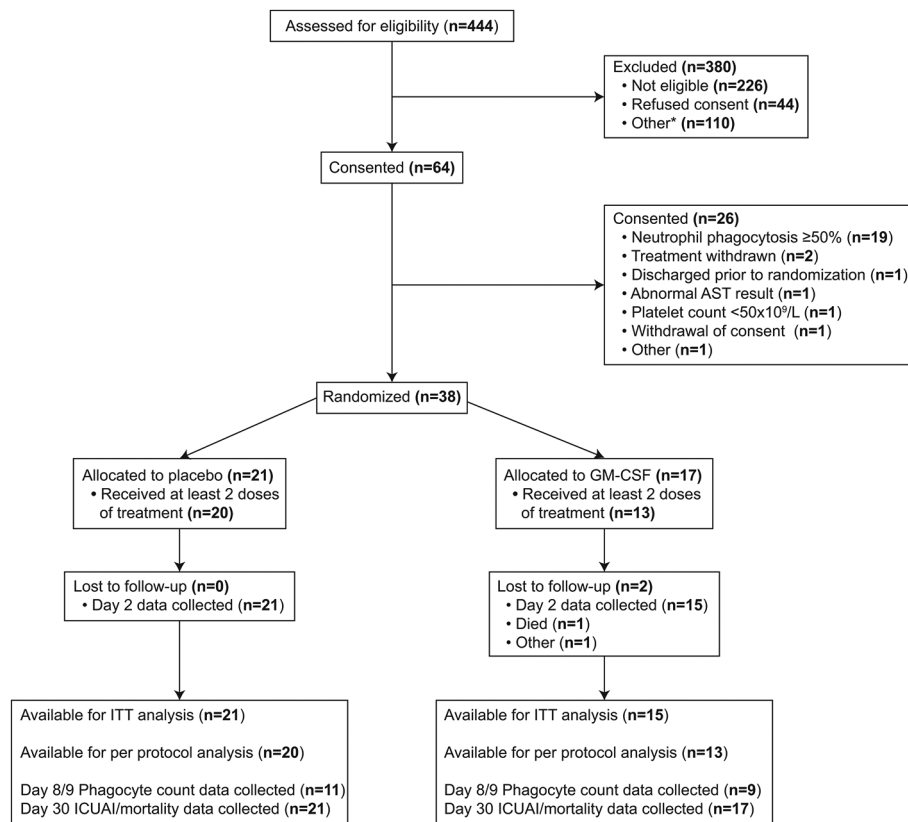 Assessed for eligibility (n=444)
Excluded (n=380)
• Not eligible (n=226)
• Refused consent (n=44)
• Other* (n=110)
Consented (n=64)
Consented (n=26)
• Neutrophil phagocytosis ≥50% (n=19)
• Treatment withdrawn (n=2)
• Discharged prior to randomization (n=1)
• Abnormal AST result (n=1)
• Platelet count <50x10⁹/L (n=1)
• Withdrawal of consent (n=1)
• Other (n=1)
Randomized (n=38)
Allocated to placebo (n=21)
• Received at least 2 doses
of treatment (n=20)
Allocated to GM-CSF (n=17)
• Received at least 2 doses
of treatment (n=13)
Lost to follow-up (n=0)
• Day 2 data collected (n=21)
Lost to follow-up (n=2)
• Day 2 data collected (n=15)
• Died (n=1)
• Other (n=1)
Available for ITT analysis (n=21)
Available for per protocol analysis (n=20)
Day 8/9 Phagocyte count data collected (n=11)
Day 30 ICUAI/mortality data collected (n=21)
Available for ITT analysis (n=15)
Available for per protocol analysis (n=13)
Day 8/9 Phagocyte count data collected (n=9)
Day 30 ICUAI/mortality data collected (n=17)